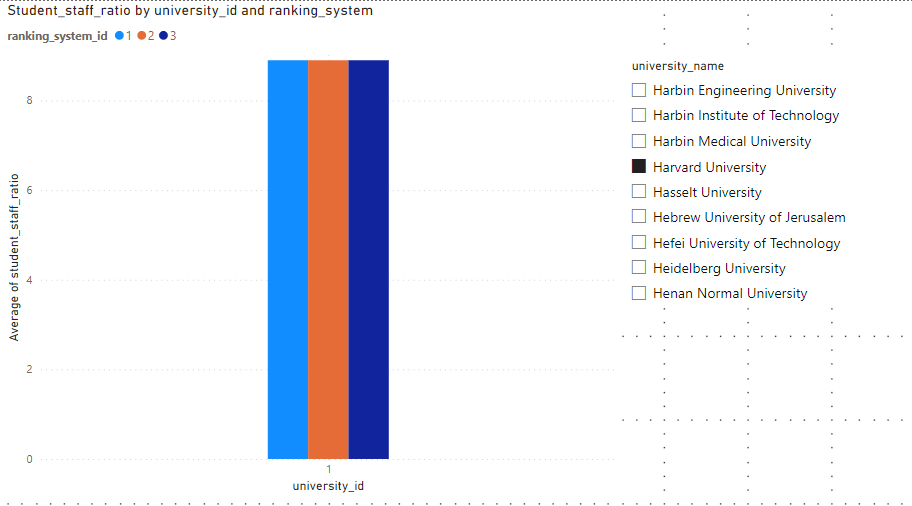 Student_staff_ratio by university_id and ranking_system
ranking_system_id 1 2 3
8
6
4
2
0
Average of student_staff_ratio
1
university_id
university_name
Harbin Engineering University
Harbin Institute of Technology
Harbin Medical University
Harvard University
Hasselt University
Hebrew University of Jerusalem
Hefei University of Technology
Heidelberg University
Henan Normal University